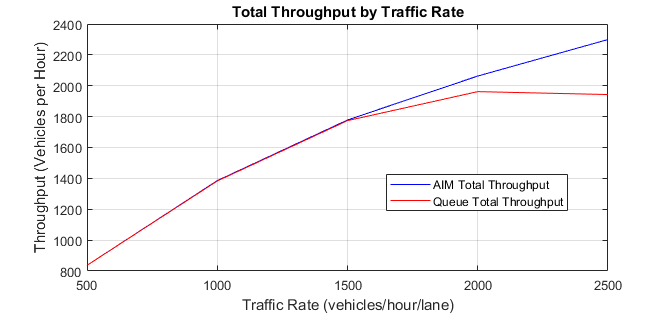 Total Throughput by Traffic Rate
Throughput (Vehicles per Hour)
2400
2200
2000
1800
1600
1400
1200
1000
800
AIM Total Throughput
Queue Total Throughput
500 1000 1500 2000 2500
Traffic Rate (vehicles/hour/lane)